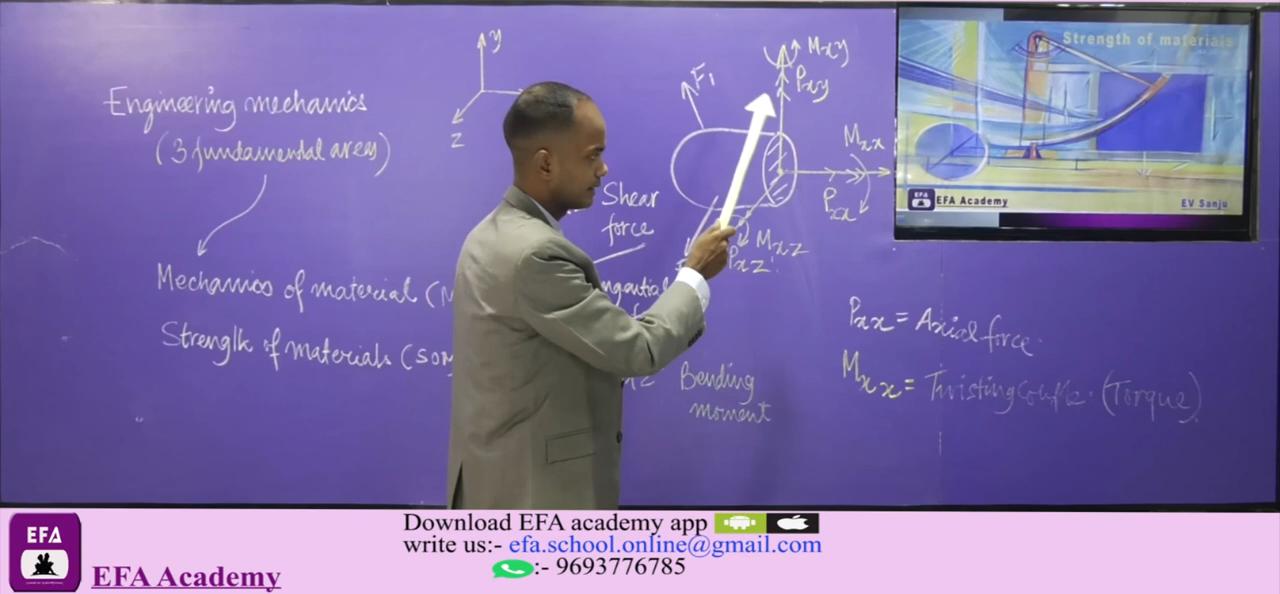 Engineering mechanics
(3 fundamental areas)
Mechanics of material (
Strength of materials (SOM
y
Z
F1
Mxy
Pxy
Mxx
Pxx
Mxz
Pxz
Shear
force
Bending
moment
Pxx = Axial force.
Mxx = Twisting couple. (Torque)
Strength of materials
EFA Academy
EV Sanju
EFA
EFA Academy
Download EFA academy app
write us:- efa.school.online@gmail.com
:- 9693776785